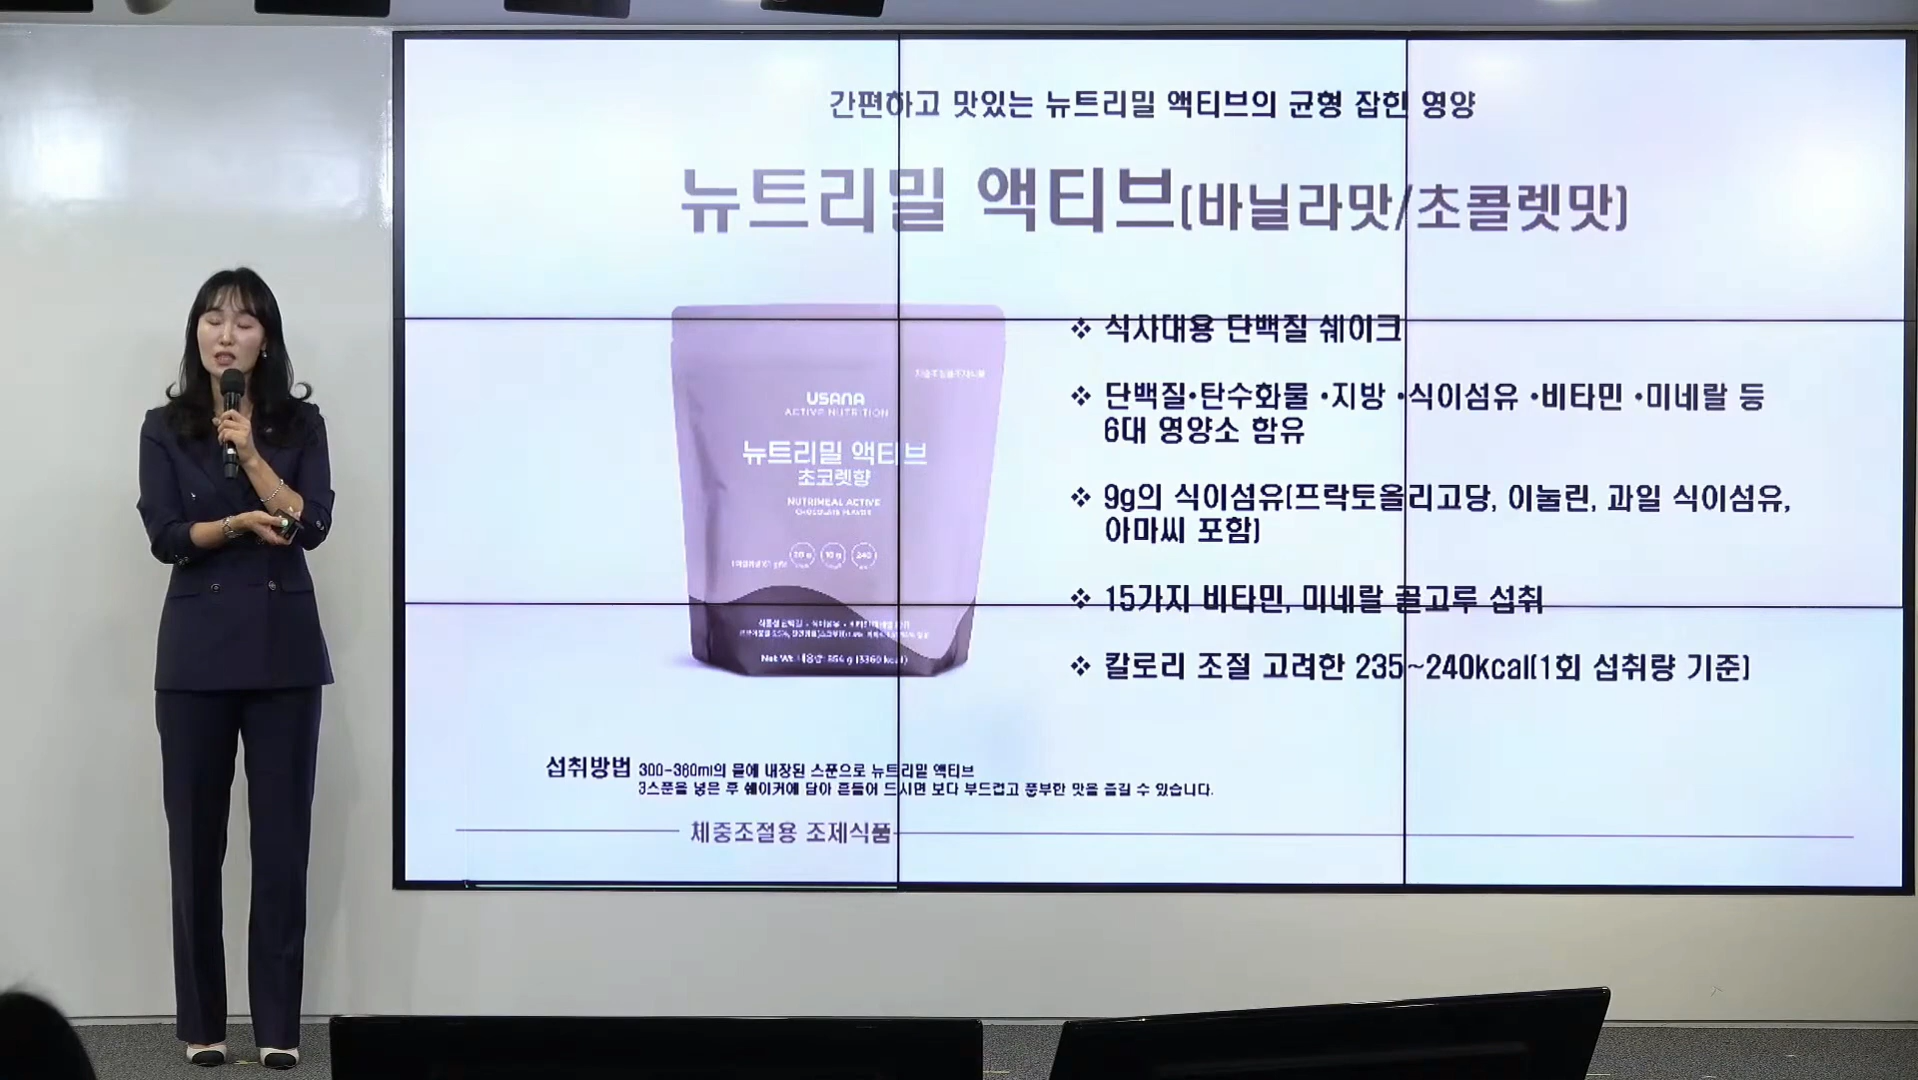 간편하고 맛있는 뉴트리밀 액티브의 균형 잡힌 영양
뉴트리밀 액티브(바닐라맛/초콜렛맛)
USANA
ACTIVE NUTRITION
뉴트리밀 액티브
초코렛향
NUTRIMEAL ACTIVE
CHOCOLATE FLAVOR
240
Net Wt. 내용량: 854 g (3360 kcal)
❖ 식사대용 단백질 쉐이크
❖ 단백질•탄수화물 •지방 •식이섬유 •비타민 •미네랄 등
6대 영양소 함유
❖ 9g의 식이섬유(프락토올리고당, 이눌린, 과일 식이섬유,
아마씨 포함)
❖ 15가지 비타민, 미네랄 골고루 섭취
❖ 칼로리 조절 고려한 235~240kcal(1회 섭취량 기준)
섭취방법 300-360ml의 물에 내장된 스푼으로 뉴트리밀 액티브
3스푼을 넣은 후 쉐이커에 담아 흔들어 드시면 보다 부드럽고 풍부한 맛을 즐길 수 있습니다.
체중조절용 조제식품